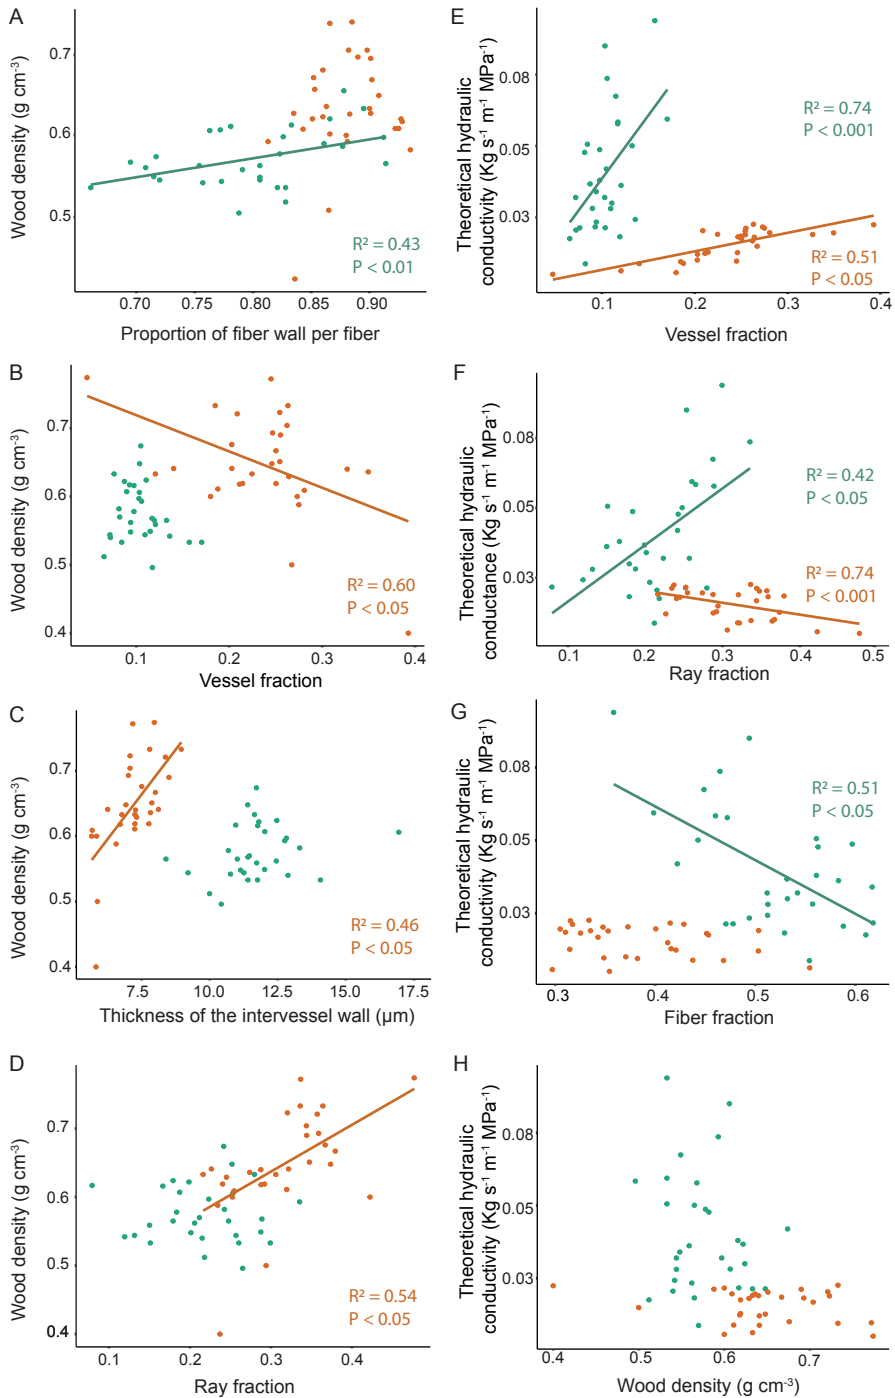 A
Wood density (g cm⁻³)
0.7
0.6
0.5
R² = 0.43
P < 0.01
0.70
0.75
0.80
0.85
0.90
Proportion of fiber wall per fiber
B
Wood density (g cm⁻³)
0.7
0.6
0.5
0.4
R² = 0.60
P < 0.05
0.1
0.2
0.3
0.4
Vessel fraction
C
Wood density (g cm⁻³)
0.7
0.6
0.5
0.4
R² = 0.46
P < 0.05
7.5
10.0
12.5
15.0
17.5
Thickness of the intervessel wall (µm)
D
Wood density (g cm⁻³)
0.7
0.6
0.5
0.4
R² = 0.54
P < 0.05
0.1
0.2
0.3
0.4
Ray fraction
E
Theoretical hydraulic
conductivity (Kg s⁻¹ m⁻¹ MPa⁻¹)
0.08
0.05
0.03
R² = 0.74
P < 0.001
R² = 0.51
P < 0.05
0.1
0.2
0.3
0.4
Vessel fraction
F
Theoretical hydraulic
conductance (Kg s⁻¹ m⁻¹ MPa⁻¹)
0.08
0.05
0.03
R² = 0.42
P < 0.05
R² = 0.74
P < 0.001
0.1
0.2
0.3
0.4
0.5
Ray fraction
G
Theoretical hydraulic
conductivity (Kg s⁻¹ m⁻¹ MPa⁻¹)
0.08
0.05
0.03
R² = 0.51
P < 0.05
0.3
0.4
0.5
0.6
Fiber fraction
H
Theoretical hydraulic
conductivity (Kg s⁻¹ m⁻¹ MPa⁻¹)
0.08
0.05
0.03
0.4
0.5
0.6
0.7
Wood density (g cm⁻³)